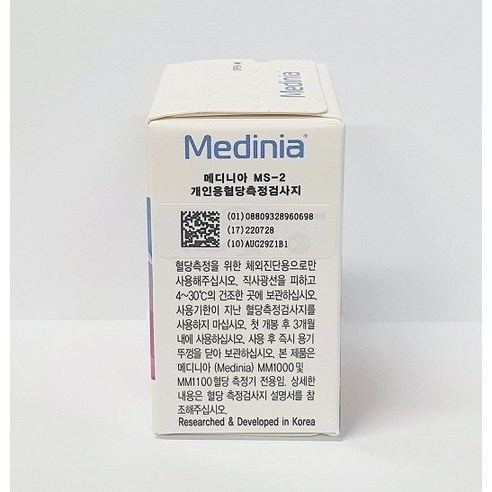 Medinia
Medinia
메디니아 MS-2
개인용혈당측정검사지
(01)08809328960698
(17)220728
(10)AUC29Z1B1
혈당측정을 위한 체외진단용으로만
사용해주십시오. 직사광선을 피하고
4~30℃의 건조한 곳에 보관하십시오.
사용기한이 지난 혈당측정검사지를
사용하지 마십시오. 첫 개봉 후 3개월
내에 사용하십시오. 사용 후 즉시 용기
뚜껑을 닫아 보관하십시오. 본 제품은
메디니아 (Medinia) MM1000 및
MM1100 혈당 측정기 전용임. 상세한
내용은 혈당 측정검사지 설명서를 참
조해주십시오.
Researched & Developed in Korea